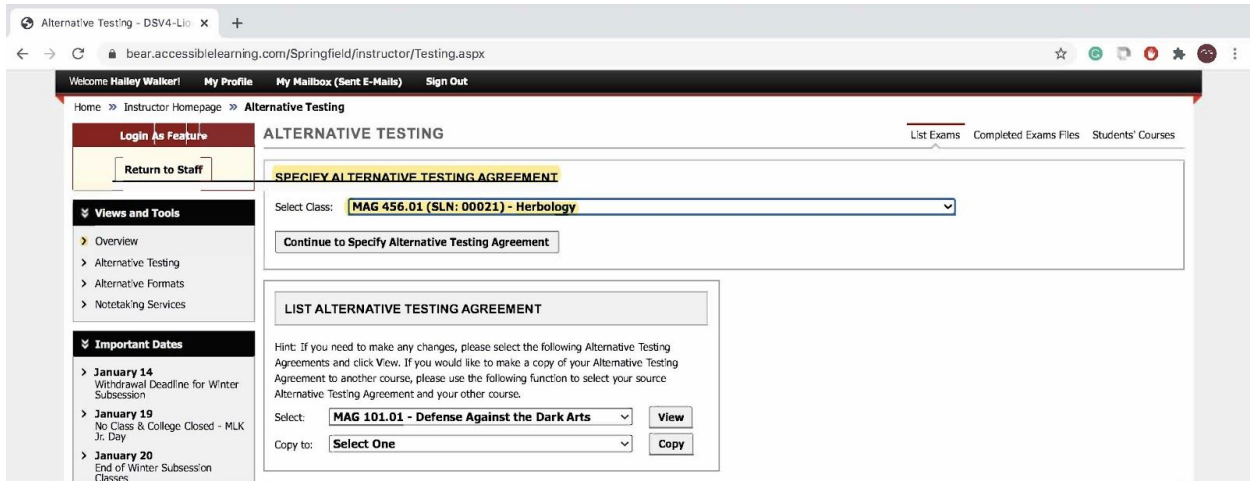 Alternative Testing - DSV4-Lio
bear.accessiblelearning.com/Springfield/instructor/Testing.aspx
Welcome Hailey Walker! My Profile My Mailbox (Sent E-Mails) Sign Out
Home » Instructor Homepage » Alternative Testing
Login As Feature
Return to Staff
Views and Tools
Overview
Alternative Testing
Alternative Formats
Notetaking Services
Important Dates
January 14
Withdrawal Deadline for Winter
Subsession
January 19
No Class & College Closed - MLK
Jr. Day
January 20
End of Winter Subsession
Classes
ALTERNATIVE TESTING
List Exams Completed Exams Files Students' Courses
SPECIFY ALTERNATIVE TESTING AGREEMENT
Select Class: MAG 456.01 (SLN: 00021) - Herbology
Continue to Specify Alternative Testing Agreement
LIST ALTERNATIVE TESTING AGREEMENT
Hint: If you need to make any changes, please select the following Alternative Testing
Agreements and click View. If you would like to make a copy of your Alternative Testing
Agreement to another course, please use the following function to select your source
Alternative Testing Agreement and your other course.
Select: MAG 101.01 - Defense Against the Dark Arts View
Copy to: Select One Copy